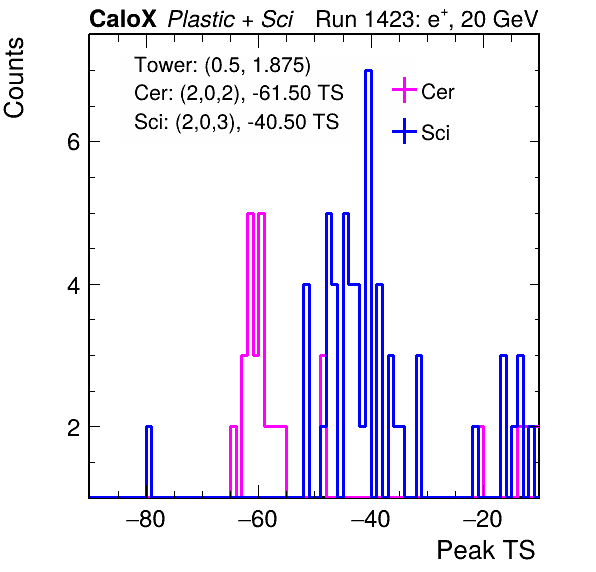 CaloX Plastic + Sci Run 1423: e+, 20 GeV
Counts
Tower: (0.5, 1.875)
Cer: (2,0,2), -61.50 TS
Sci: (2,0,3), -40.50 TS
Cer
Sci
6
4
2
−80 −60 −40 −20
Peak TS